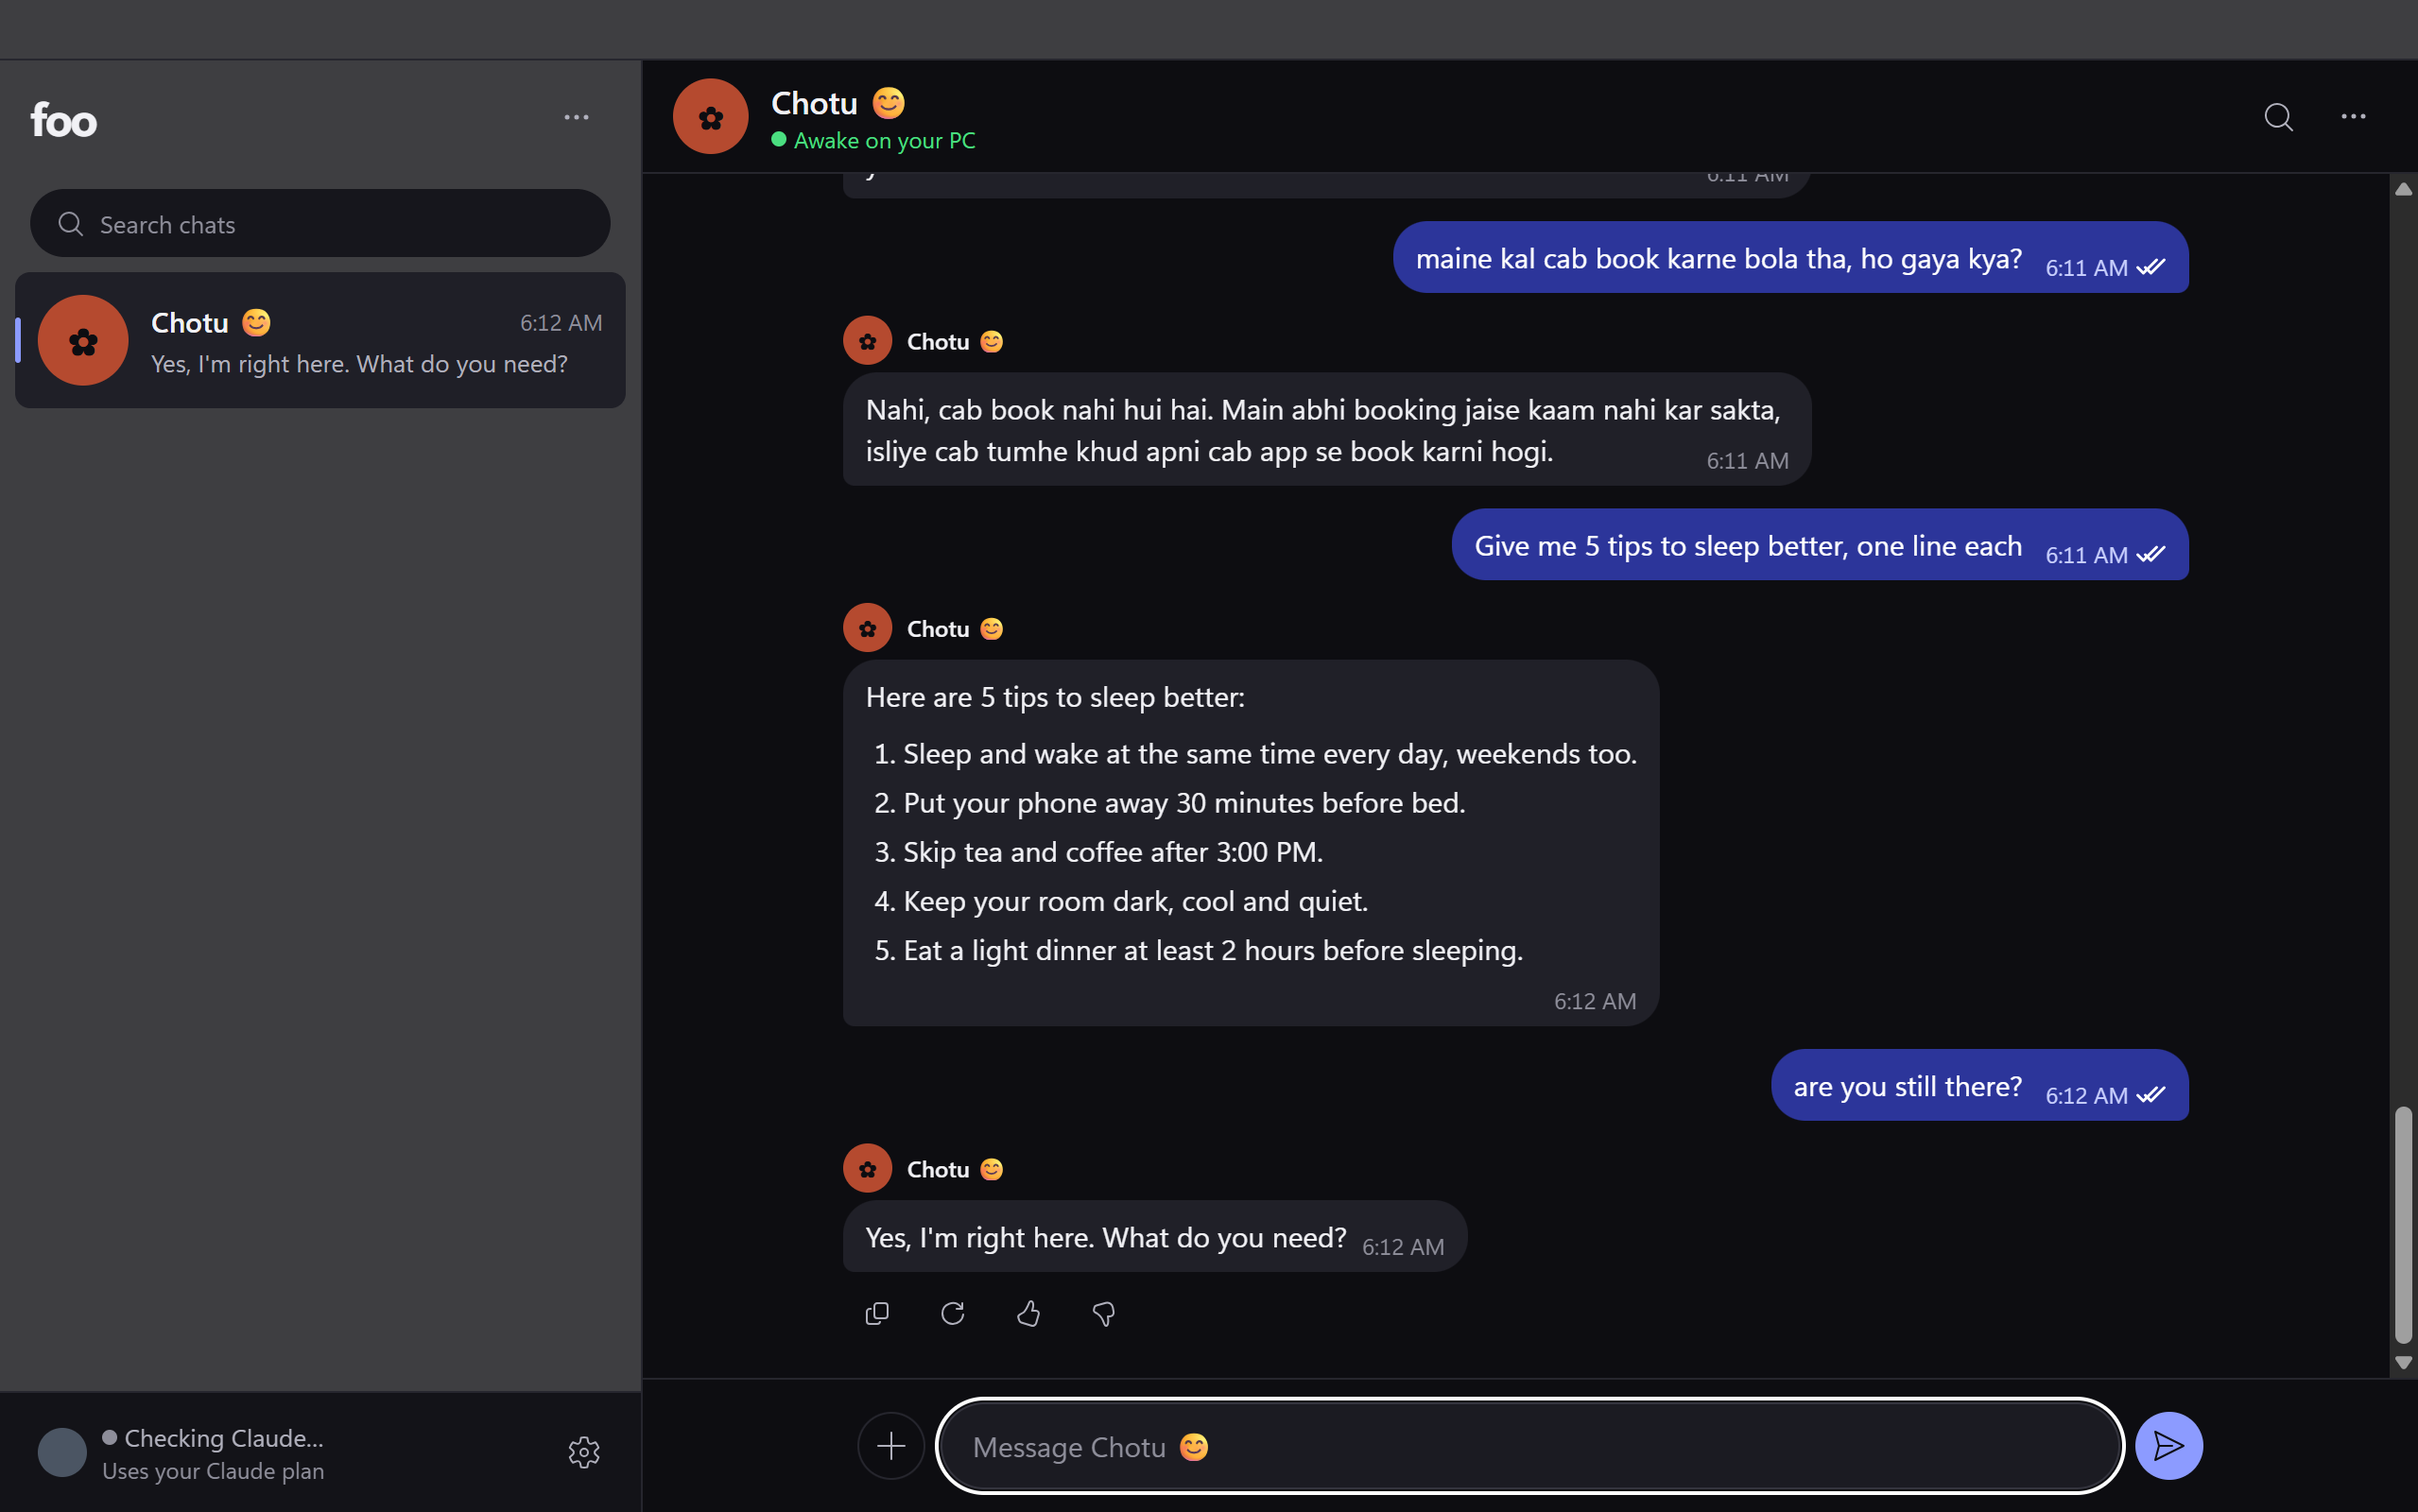 foo
Search chats
Chotu 😊
6:12 AM
Yes, I'm right here. What do you need?
Checking Claude...
Uses your Claude plan
Chotu 😊
Awake on your PC
6:11 AM
maine kal cab book karne bola tha, ho gaya kya? 6:11 AM
Chotu 😊
Nahi, cab book nahi hui hai. Main abhi booking jaise kaam nahi kar sakta,
isliye cab tumhe khud apni cab app se book karni hogi. 6:11 AM
Give me 5 tips to sleep better, one line each 6:11 AM
Chotu 😊
Here are 5 tips to sleep better:
1. Sleep and wake at the same time every day, weekends too.
2. Put your phone away 30 minutes before bed.
3. Skip tea and coffee after 3:00 PM.
4. Keep your room dark, cool and quiet.
5. Eat a light dinner at least 2 hours before sleeping.
6:12 AM
are you still there? 6:12 AM
Chotu 😊
Yes, I'm right here. What do you need? 6:12 AM
Message Chotu 😊